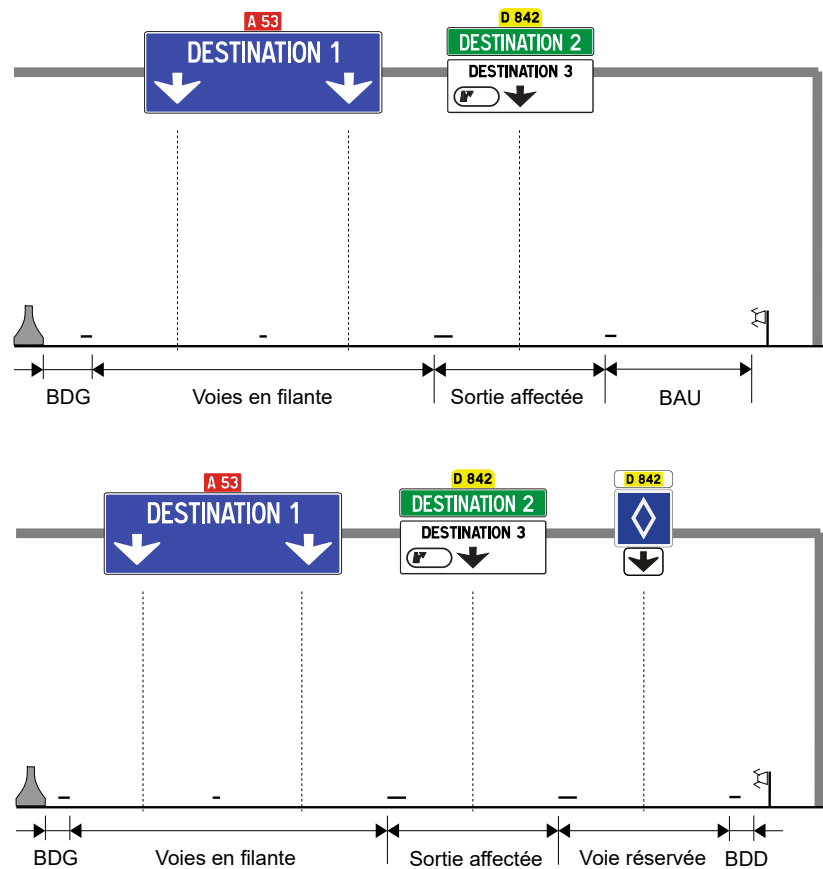 A 53
DESTINATION 1
D 842
DESTINATION 2
DESTINATION 3
BDG
Voies en filante
Sortie affectée
BAU
A 53
DESTINATION 1
D 842
DESTINATION 2
DESTINATION 3
D 842
BDG
Voies en filante
Sortie affectée
Voie réservée
BDD